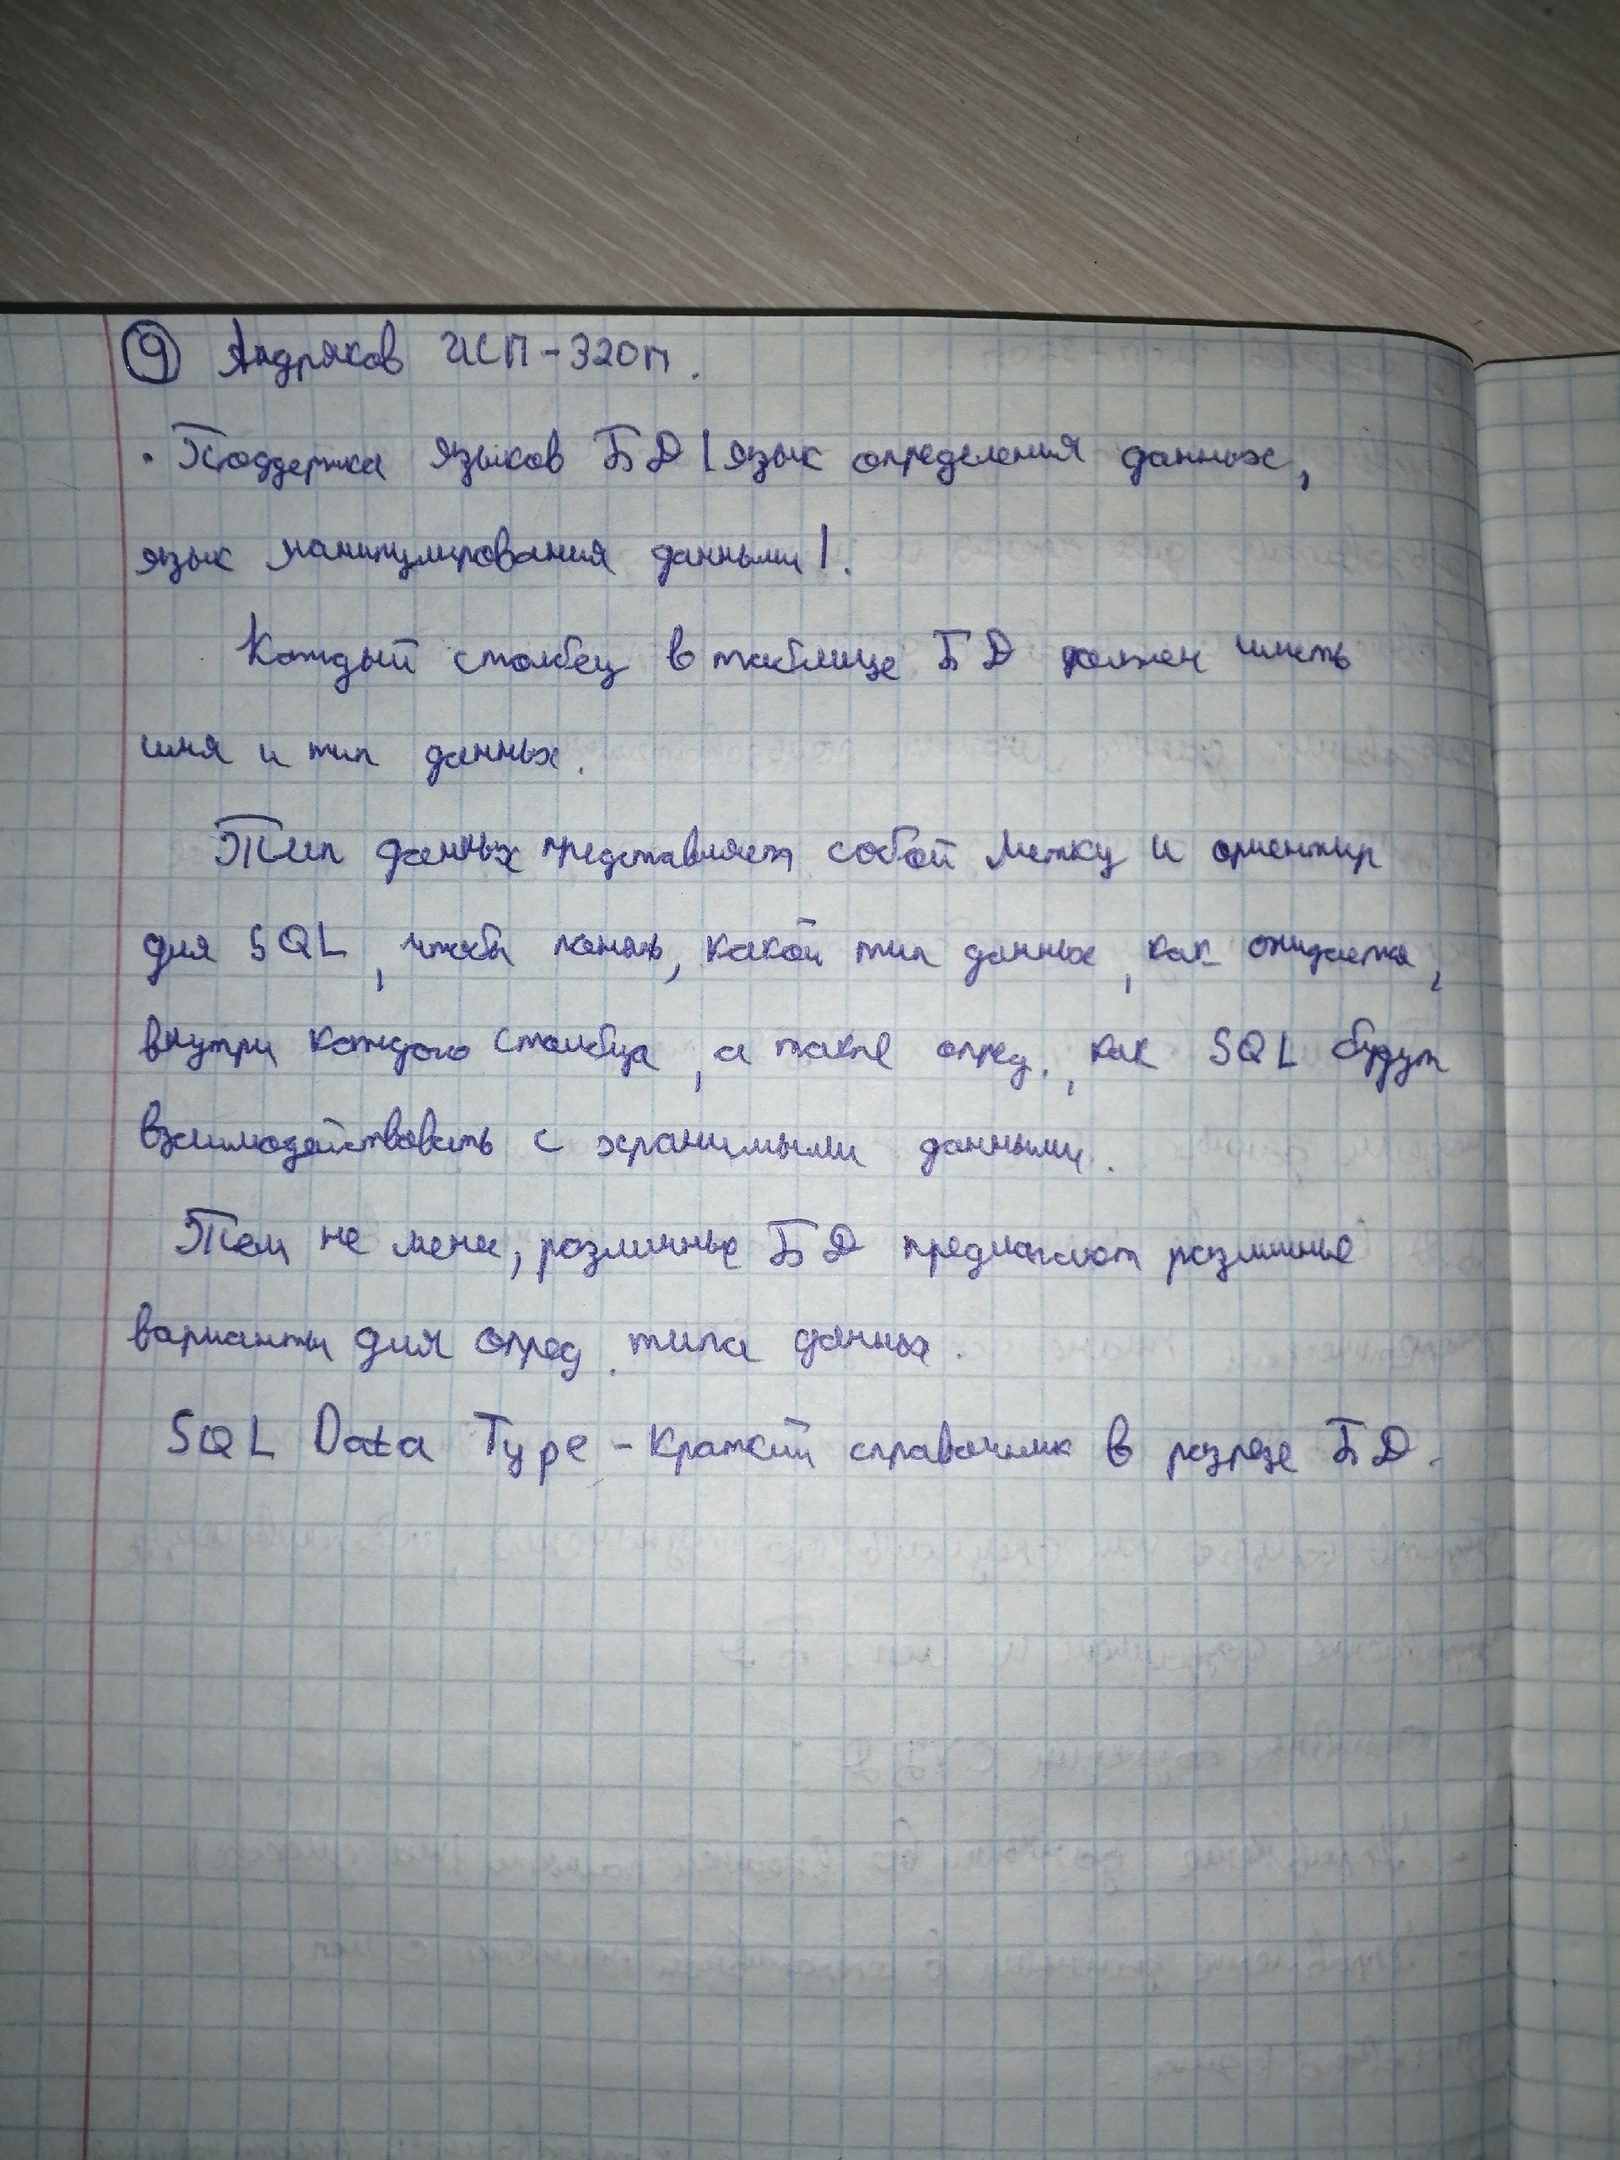 9 Андряков ИСП-320п.
· Поддержка языков БД (язык определения данных,
язык манипулирования данными).
Каждый столбец в таблице БД должен иметь
имя и тип данных.
Тип данных представляет собой метку и ориентир
для SQL, чтобы понять, какой тип данных, как ожидается,
внутри каждого столбца, а также опред., как SQL будут
взаимодействовать с хранимыми данными.
Тем не мене, различные БД предлагают различные
варианты для опред. типа данных.
SQL Data Type - Краткий справочник в разрезе БД.